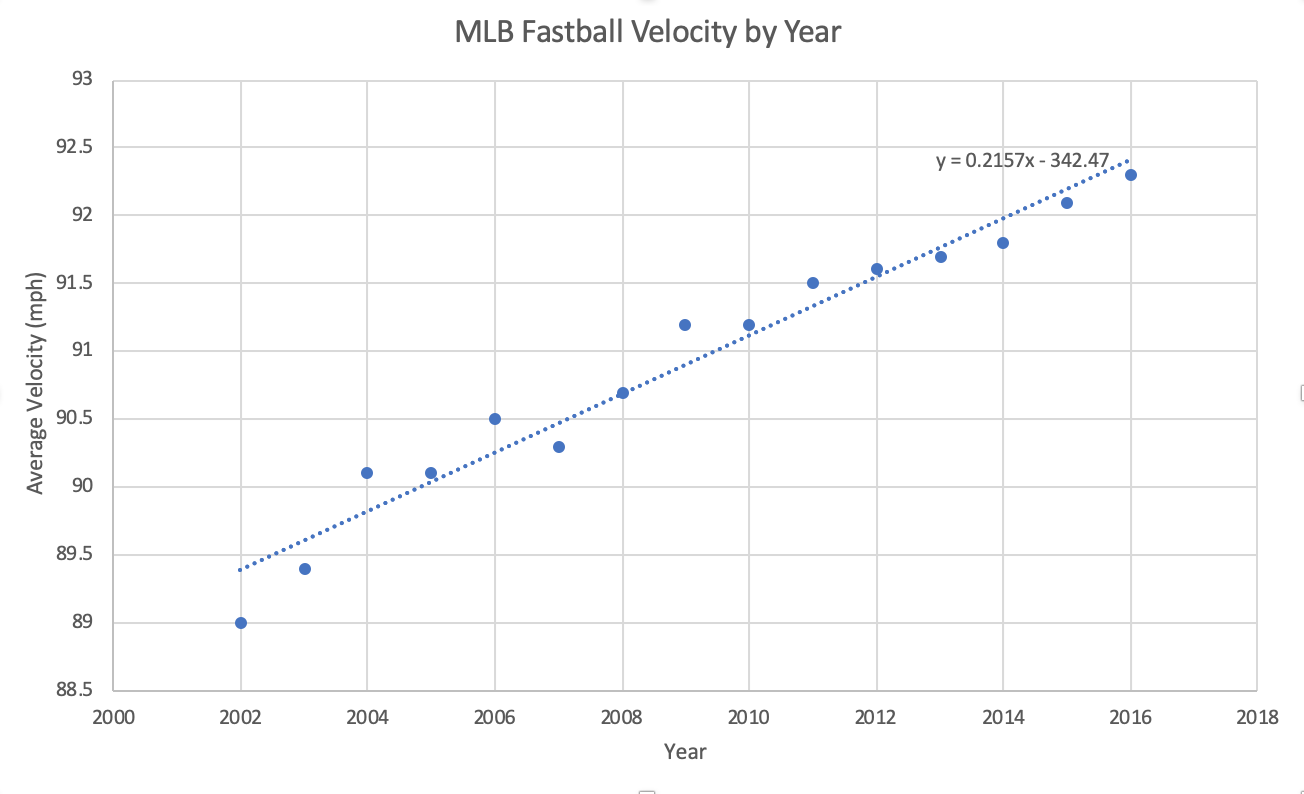 MLB Fastball Velocity by Year
93
92.5
y = 0.2157x - 342.47
92
91.5
91
90.5
90
89.5
89
88.5
Average Velocity (mph)
2000 2002 2004 2006 2008 2010 2012 2014 2016 2018
Year